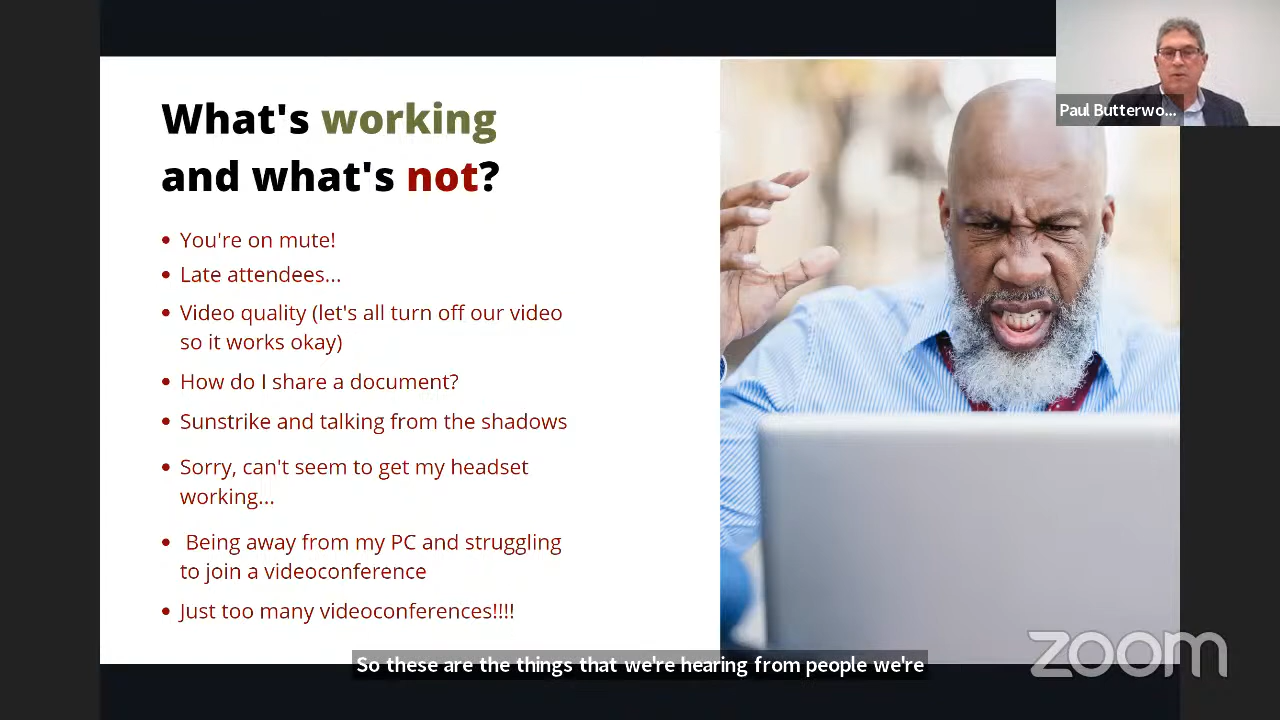 What's working
and what's not?
• You're on mute!
• Late attendees...
• Video quality (let's all turn off our video
so it works okay)
• How do I share a document?
• Sunstrike and talking from the shadows
• Sorry, can't seem to get my headset
working...
• Being away from my PC and struggling
to join a videoconference
• Just too many videoconferences!!!!
Paul Butterwo...
So these are the things that we're hearing from people we're
zoom